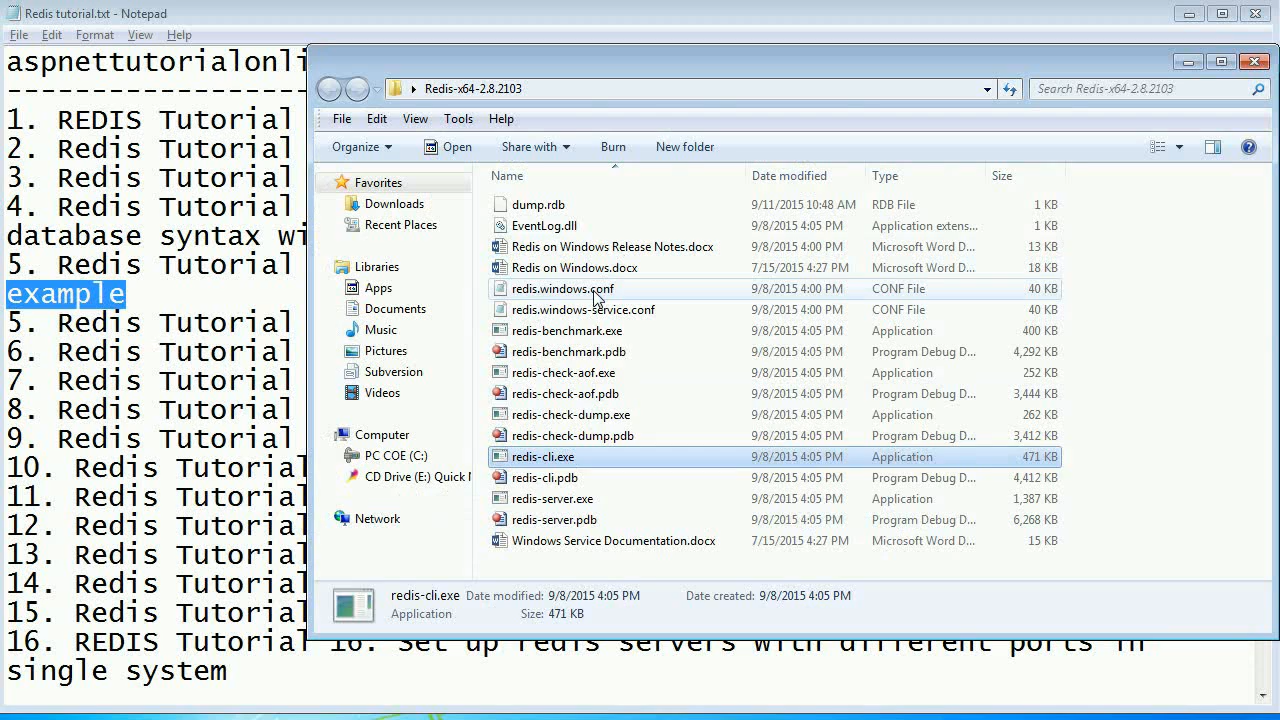 Redis tutorial.txt - Notepad
File Edit Format View Help
aspnettutorialonli
------------------
1. REDIS Tutorial
2. Redis Tutorial
3. Redis Tutorial
4. Redis Tutorial
database syntax wi
5. Redis Tutorial
example
5. Redis Tutorial
6. Redis Tutorial
7. Redis Tutorial
8. Redis Tutorial
9. Redis Tutorial
10. Redis Tutorial
11. Redis Tutorial
12. Redis Tutorial
13. Redis Tutorial
14. Redis Tutorial
15. Redis Tutorial
16. REDIS Tutorial 16. Set up redis servers with different ports in
single system
Redis-x64-2.8.2103
Search Redis-x64-2.8.2103
File Edit View Tools Help
Organize Open Share with Burn New folder
Favorites
Downloads
Recent Places
Libraries
Apps
Documents
Music
Pictures
Subversion
Videos
Computer
PC COE (C:)
CD Drive (E:) Quick
Network
Name Date modified Type Size
dump.rdb 9/11/2015 10:48 AM RDB File 1 KB
EventLog.dll 9/8/2015 4:05 PM Application extens... 1 KB
Redis on Windows Release Notes.docx 9/8/2015 4:00 PM Microsoft Word D... 13 KB
Redis on Windows.docx 7/15/2015 4:27 PM Microsoft Word D... 18 KB
redis.windows.conf 9/8/2015 4:00 PM CONF File 40 KB
redis.windows-service.conf 9/8/2015 4:00 PM CONF File 40 KB
redis-benchmark.exe 9/8/2015 4:05 PM Application 400 KB
redis-benchmark.pdb 9/8/2015 4:05 PM Program Debug D... 4,292 KB
redis-check-aof.exe 9/8/2015 4:05 PM Application 252 KB
redis-check-aof.pdb 9/8/2015 4:05 PM Program Debug D... 3,444 KB
redis-check-dump.exe 9/8/2015 4:05 PM Application 262 KB
redis-check-dump.pdb 9/8/2015 4:05 PM Program Debug D... 3,412 KB
redis-cli.exe 9/8/2015 4:05 PM Application 471 KB
redis-cli.pdb 9/8/2015 4:05 PM Program Debug D... 4,412 KB
redis-server.exe 9/8/2015 4:05 PM Application 1,387 KB
redis-server.pdb 9/8/2015 4:05 PM Program Debug D... 6,268 KB
Windows Service Documentation.docx 7/15/2015 4:27 PM Microsoft Word D... 15 KB
redis-cli.exe Date modified: 9/8/2015 4:05 PM Date created: 9/8/2015 4:05 PM
Application Size: 471 KB